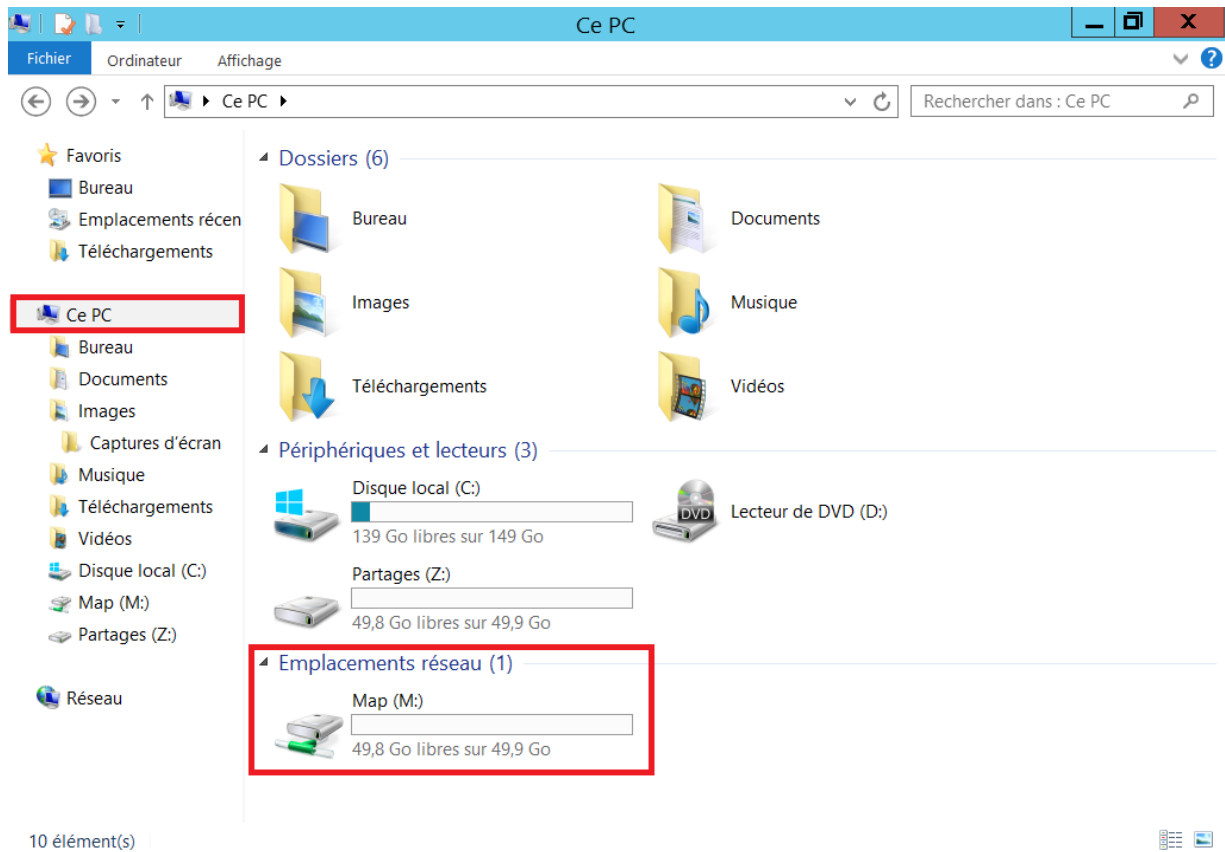 Ce PC
Fichier
Ordinateur
Affichage
Ce PC
Rechercher dans : Ce PC
Favoris
Bureau
Emplacements récen
Téléchargements
Ce PC
Bureau
Documents
Images
Captures d'écran
Musique
Téléchargements
Vidéos
Disque local (C:)
Map (M:)
Partages (Z:)
Réseau
Dossiers (6)
Bureau
Documents
Images
Musique
Téléchargements
Vidéos
Périphériques et lecteurs (3)
Disque local (C:)
139 Go libres sur 149 Go
DVD
Lecteur de DVD (D:)
Partages (Z:)
49,8 Go libres sur 49,9 Go
Emplacements réseau (1)
Map (M:)
49,8 Go libres sur 49,9 Go
10 élément(s)